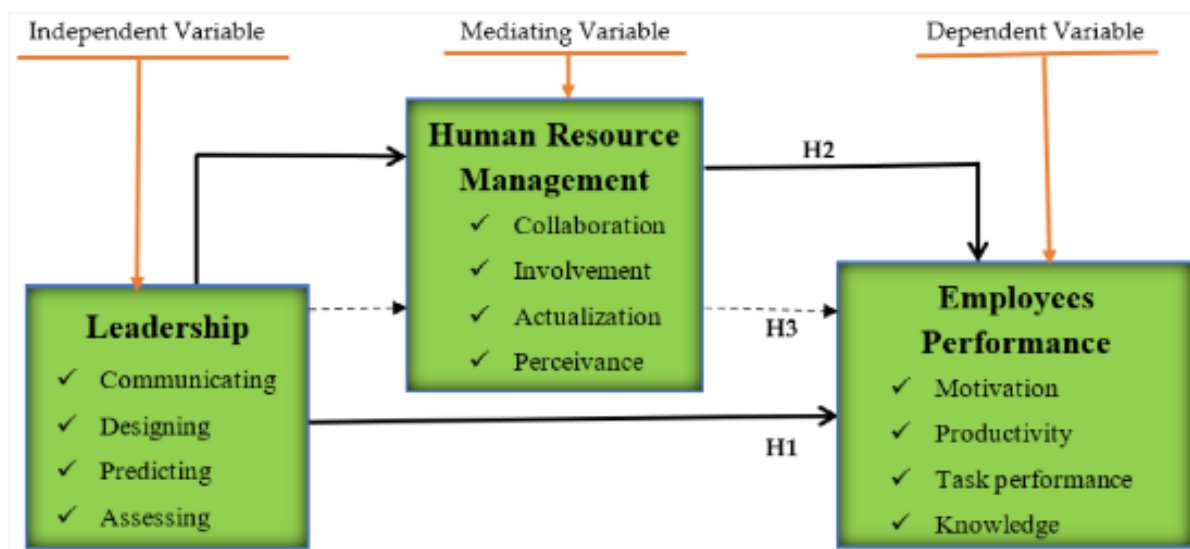 Independent Variable
Mediating Variable
Dependent Variable
Human Resource
Management
✓ Collaboration
✓ Involvement
✓ Actualization
✓ Perceivance
H2
Leadership
✓ Communicating
✓ Designing
✓ Predicting
✓ Assessing
H3
H1
Employees
Performance
✓ Motivation
✓ Productivity
✓ Task performance
✓ Knowledge